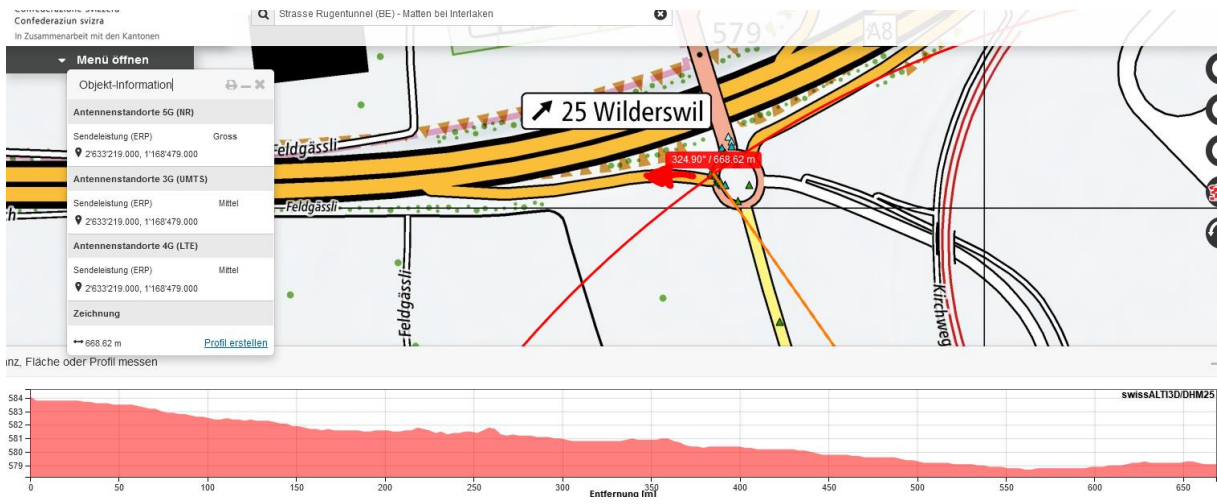 Confederaziun svizra
In Zusammenarbeit mit den Kantonen
Strasse Rugentunnel (BE) - Matten bei Interlaken
579
A8
Menü öffnen
Objekt-Information
Antennenstandorte 5G (NR)
Sendeleistung (ERP) Gross
2'633'219.000, 1'168'479.000
Antennenstandorte 3G (UMTS)
Sendeleistung (ERP) Mittel
2'633'219.000, 1'168'479.000
Antennenstandorte 4G (LTE)
Sendeleistung (ERP) Mittel
2'633'219.000, 1'168'479.000
Zeichnung
668.62 m Profil erstellen
25 Wilderswil
324.90° / 668.62 m
Feldgässli
Feldgässli
Feldgässli
Kirchweg
anz, Fläche oder Profil messen
swissALTI3D/DHM25
584
583
582
581
580
579
0 50 100 150 200 250 300 350 400 450 500 550 600 650
Entfernung [m]